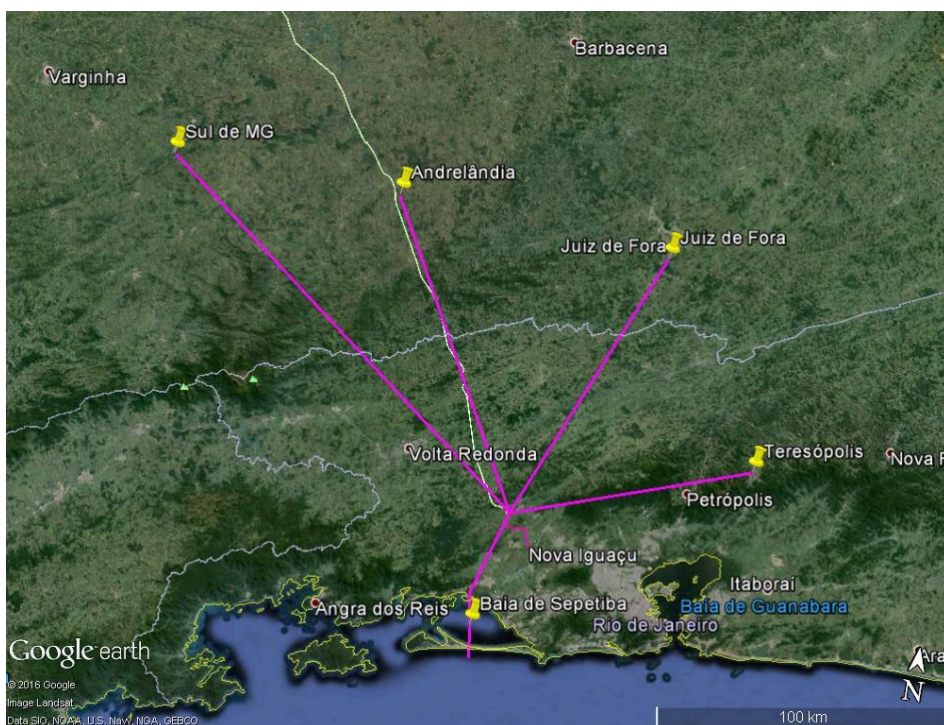 Barbacena
Varginha
Sul de MG
Andrelândia
Juiz de Fora
Juiz de Fora
Volta Redonda
Teresópolis
Nova F
Petrópolis
Nova Iguaçu
Itaboraí
Angra dos Reis
Baia de Sepetiba
Baía de Guanabara
Rio de Janeiro
Google earth
Ara
© 2016 Google
Image Landsat
Data SIO, NOAA, U.S. Navy, NGA, GEBCO
N
100 km